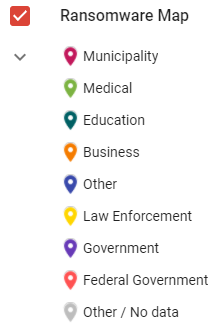 Ransomware Map
Municipality
Medical
Education
Business
Other
Law Enforcement
Government
Federal Government
Other / No data